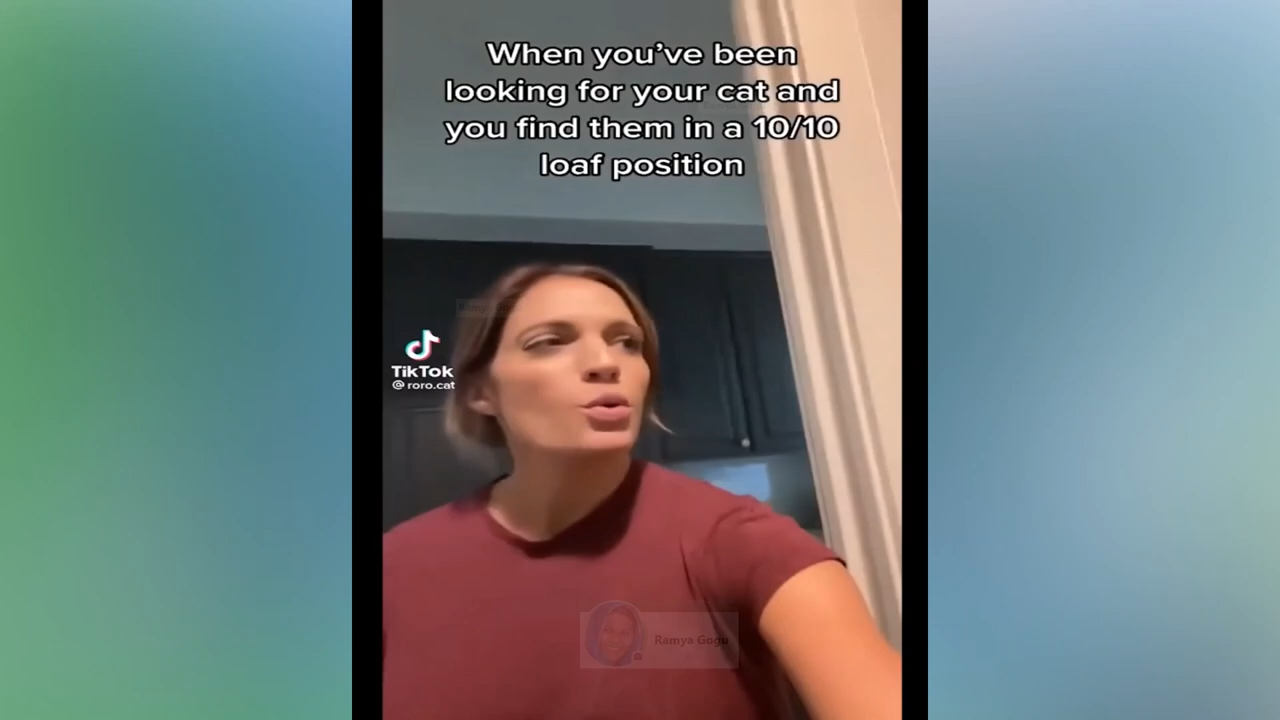 When you've been
looking for your cat and
you find them in a 10/10
loaf position
TikTok
@roro.cat
Ramya Gogu